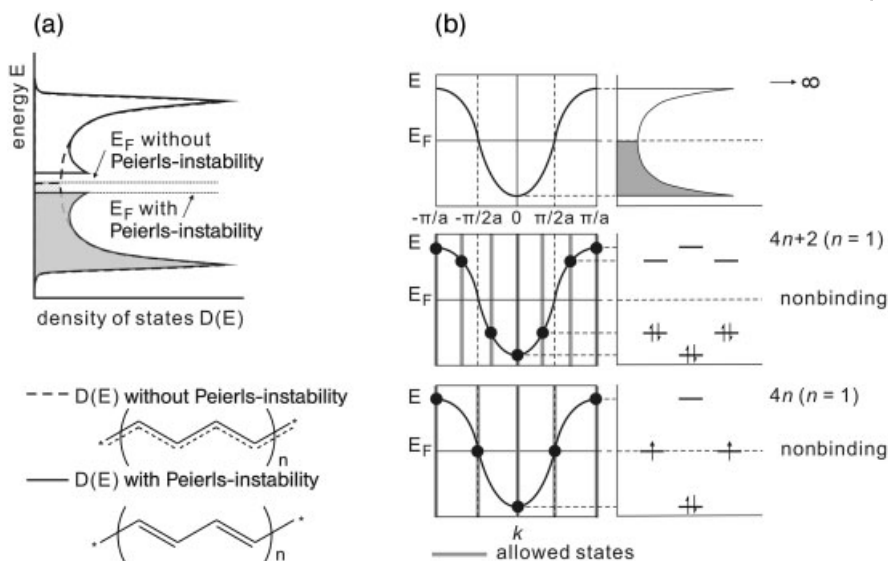 (a)
energy E
E_F without
Peierls-instability
E_F with
Peierls-instability
density of states D(E)
D(E) without Peierls-instability
* * n
D(E) with Peierls-instability
* * n
(b)
E
E_F
→ ∞
-π/a -π/2a 0 π/2a π/a
E
E_F
4n+2 (n = 1)
nonbinding
E
E_F
4n (n = 1)
nonbinding
k
allowed states